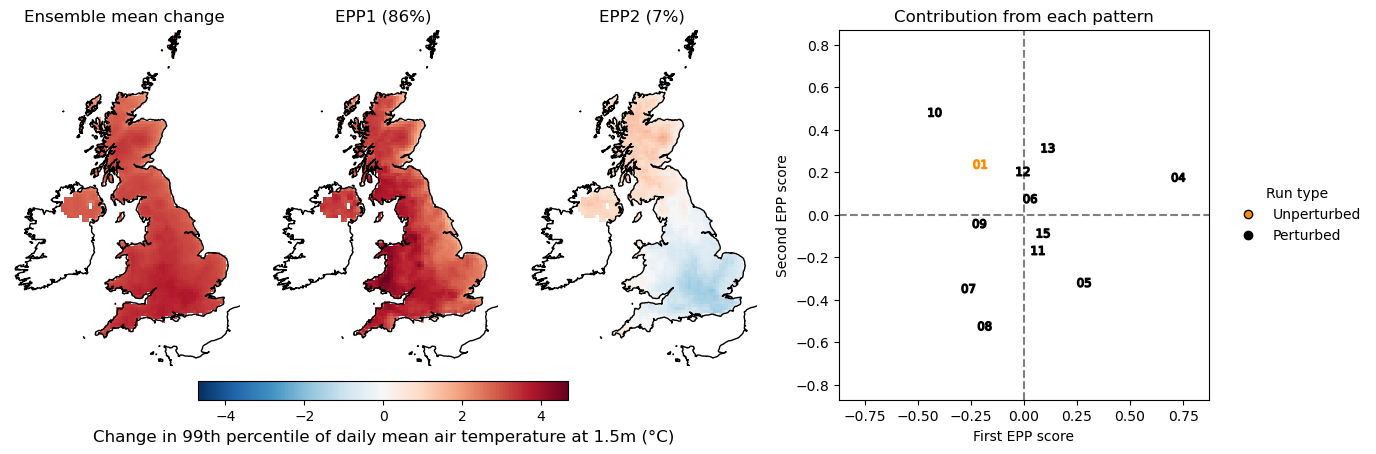 Ensemble mean change
EPP1 (86%)
EPP2 (7%)
−4 −2 0 2 4
Change in 99th percentile of daily mean air temperature at 1.5m (°C)
Contribution from each pattern
Second EPP score
0.8
0.6
0.4
0.2
0.0
−0.2
−0.4
−0.6
−0.8
10
13
01
12
04
06
09
15
11
05
07
08
−0.75 −0.50 −0.25 0.00 0.25 0.50 0.75
First EPP score
Run type
Unperturbed
Perturbed